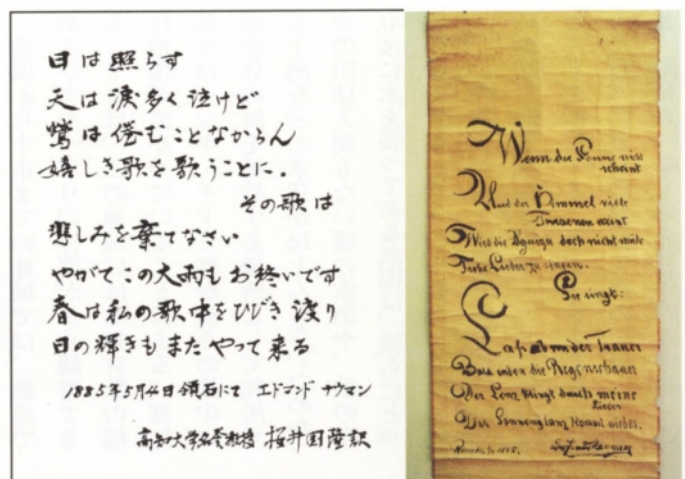 日は照らす
天は涙多く泣けど
鶯は倦むことなからん
嬉しき歌を歌うことに.
その歌は
悲しみを棄てなさい
やがてこの大雨もお終いです
春は私の歌中をひびき渡り
日の輝きもまたやって来る
1885年5月4日領石にて エドマンド ナウマン
高知大学名誉教授 桜井国隆訳
Wenn die Sonne
scheint
Und der Himmel viele
Thraenen weint
Wird die doch nicht müde
Frohe Lieder zu singen.
Sie singt:
Lass ab von der Trauer
Bald enden die Regenschauer
Der Lenz klingt durch meine
Lieder
Der Sonnenglanz kommt wieder.
1885.